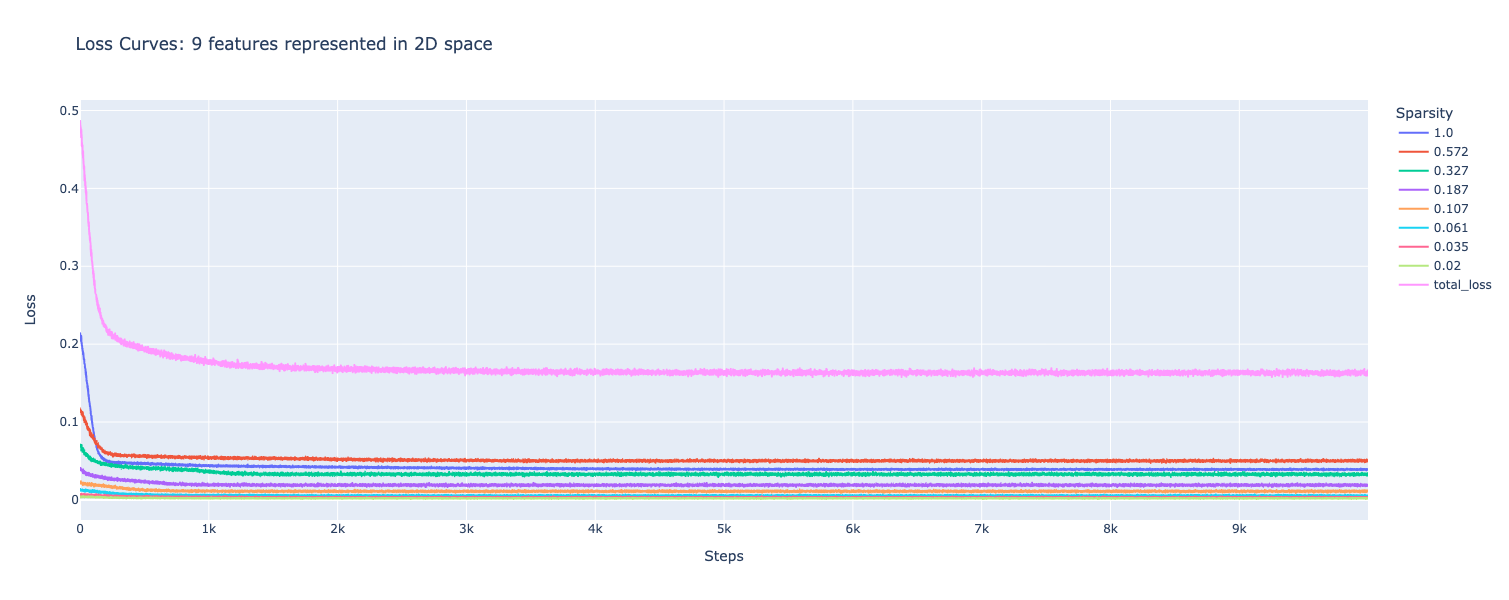 Loss Curves: 9 features represented in 2D space
0.5
0.4
0.3
0.2
0.1
0
Loss
0
1k
2k
3k
4k
5k
6k
7k
8k
9k
Steps
Sparsity
1.0
0.572
0.327
0.187
0.107
0.061
0.035
0.02
total_loss